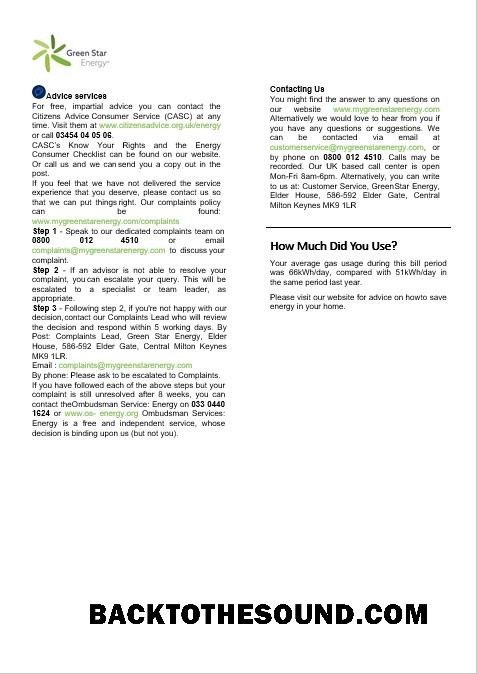 Green Star
Energy
Advice services
For free, impartial advice you can contact the
Citizens Advice Consumer Service (CASC) at any
time. Visit them at www.citizensadvice.org.uk/energy
or call 03454 04 05 06.
CASC's Know Your Rights and the Energy
Consumer Checklist can be found on our website.
Or call us and we can send you a copy out in the
post.
If you feel that we have not delivered the service
experience that you deserve, please contact us so
that we can put things right. Our complaints policy
can be found:
www.mygreenstarenergy.com/complaints
Step 1 - Speak to our dedicated complaints team on
0800 012 4510 or email
complaints@mygreenstarenergy.com to discuss your
complaint.
Step 2 - If an advisor is not able to resolve your
complaint, you can escalate your query. This will be
escalated to a specialist or team leader, as
appropriate.
Step 3 - Following step 2, if you're not happy with our
decision,contact our Complaints Lead who will review
the decision and respond within 5 working days. By
Post: Complaints Lead, Green Star Energy, Elder
House, 586-592 Elder Gate, Central Milton Keynes
MK9 1LR.
Email : complaints@mygreenstarenergy.com
By phone: Please ask to be escalated to Complaints.
If you have followed each of the above steps but your
complaint is still unresolved after 8 weeks, you can
contact theOmbudsman Service: Energy on 033 0440
1624 or www.os- energy.org Ombudsman Services:
Energy is a free and independent service, whose
decision is binding upon us (but not you).
Contacting Us
You might find the answer to any questions on
our website www.mygreenstarenergy.com
Alternatively we would love to hear from you if
you have any questions or suggestions. We
can be contacted via email at
customerservice@mygreenstarenergy.com, or
by phone on 0800 012 4510. Calls may be
recorded. Our UK based call center is open
Mon-Fri 8am-6pm. Alternatively, you can write
to us at: Customer Service, GreenStar Energy,
Elder House, 586-592 Elder Gate, Central
Milton Keynes MK9 1LR
How Much Did You Use?
Your average gas usage during this bill period
was 66kWh/day, compared with 51kWh/day in
the same period last year.
Please visit our website for advice on howto save
energy in your home.
BACKTOTHESOUND.COM